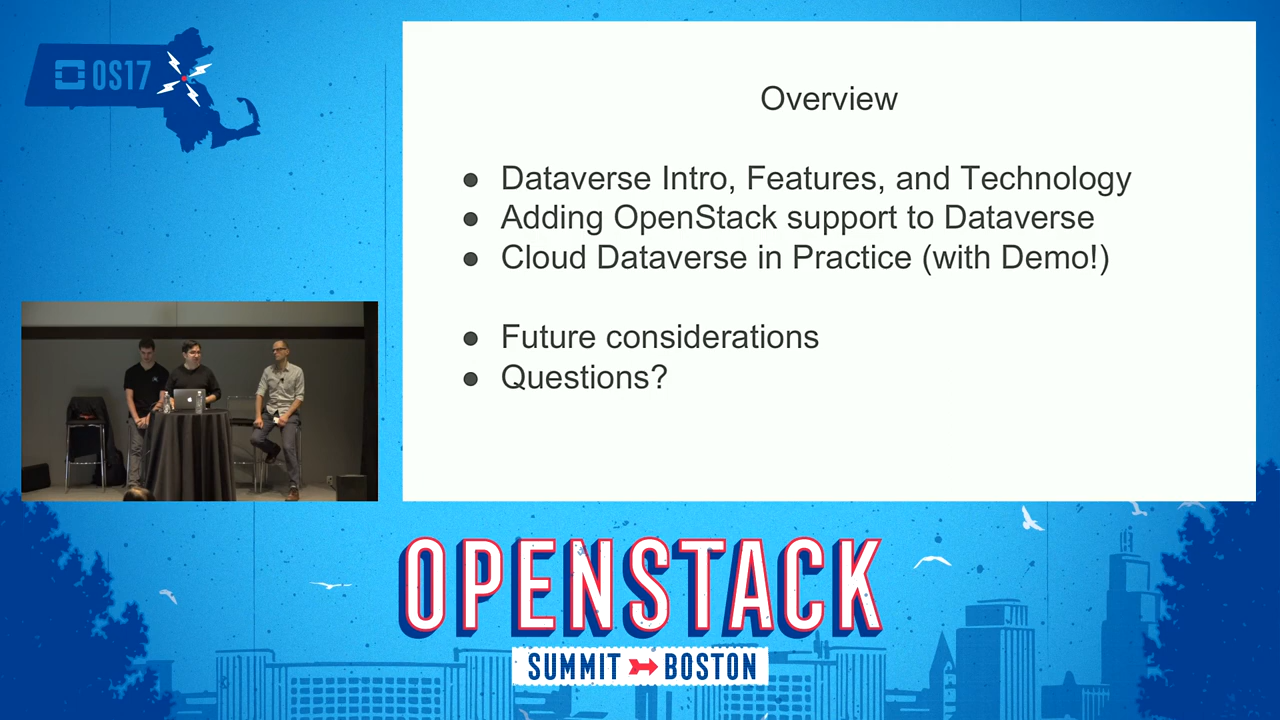 OS17
Overview
● Dataverse Intro, Features, and Technology
● Adding OpenStack support to Dataverse
● Cloud Dataverse in Practice (with Demo!)
● Future considerations
● Questions?
OPENSTACK
SUMMIT BOSTON